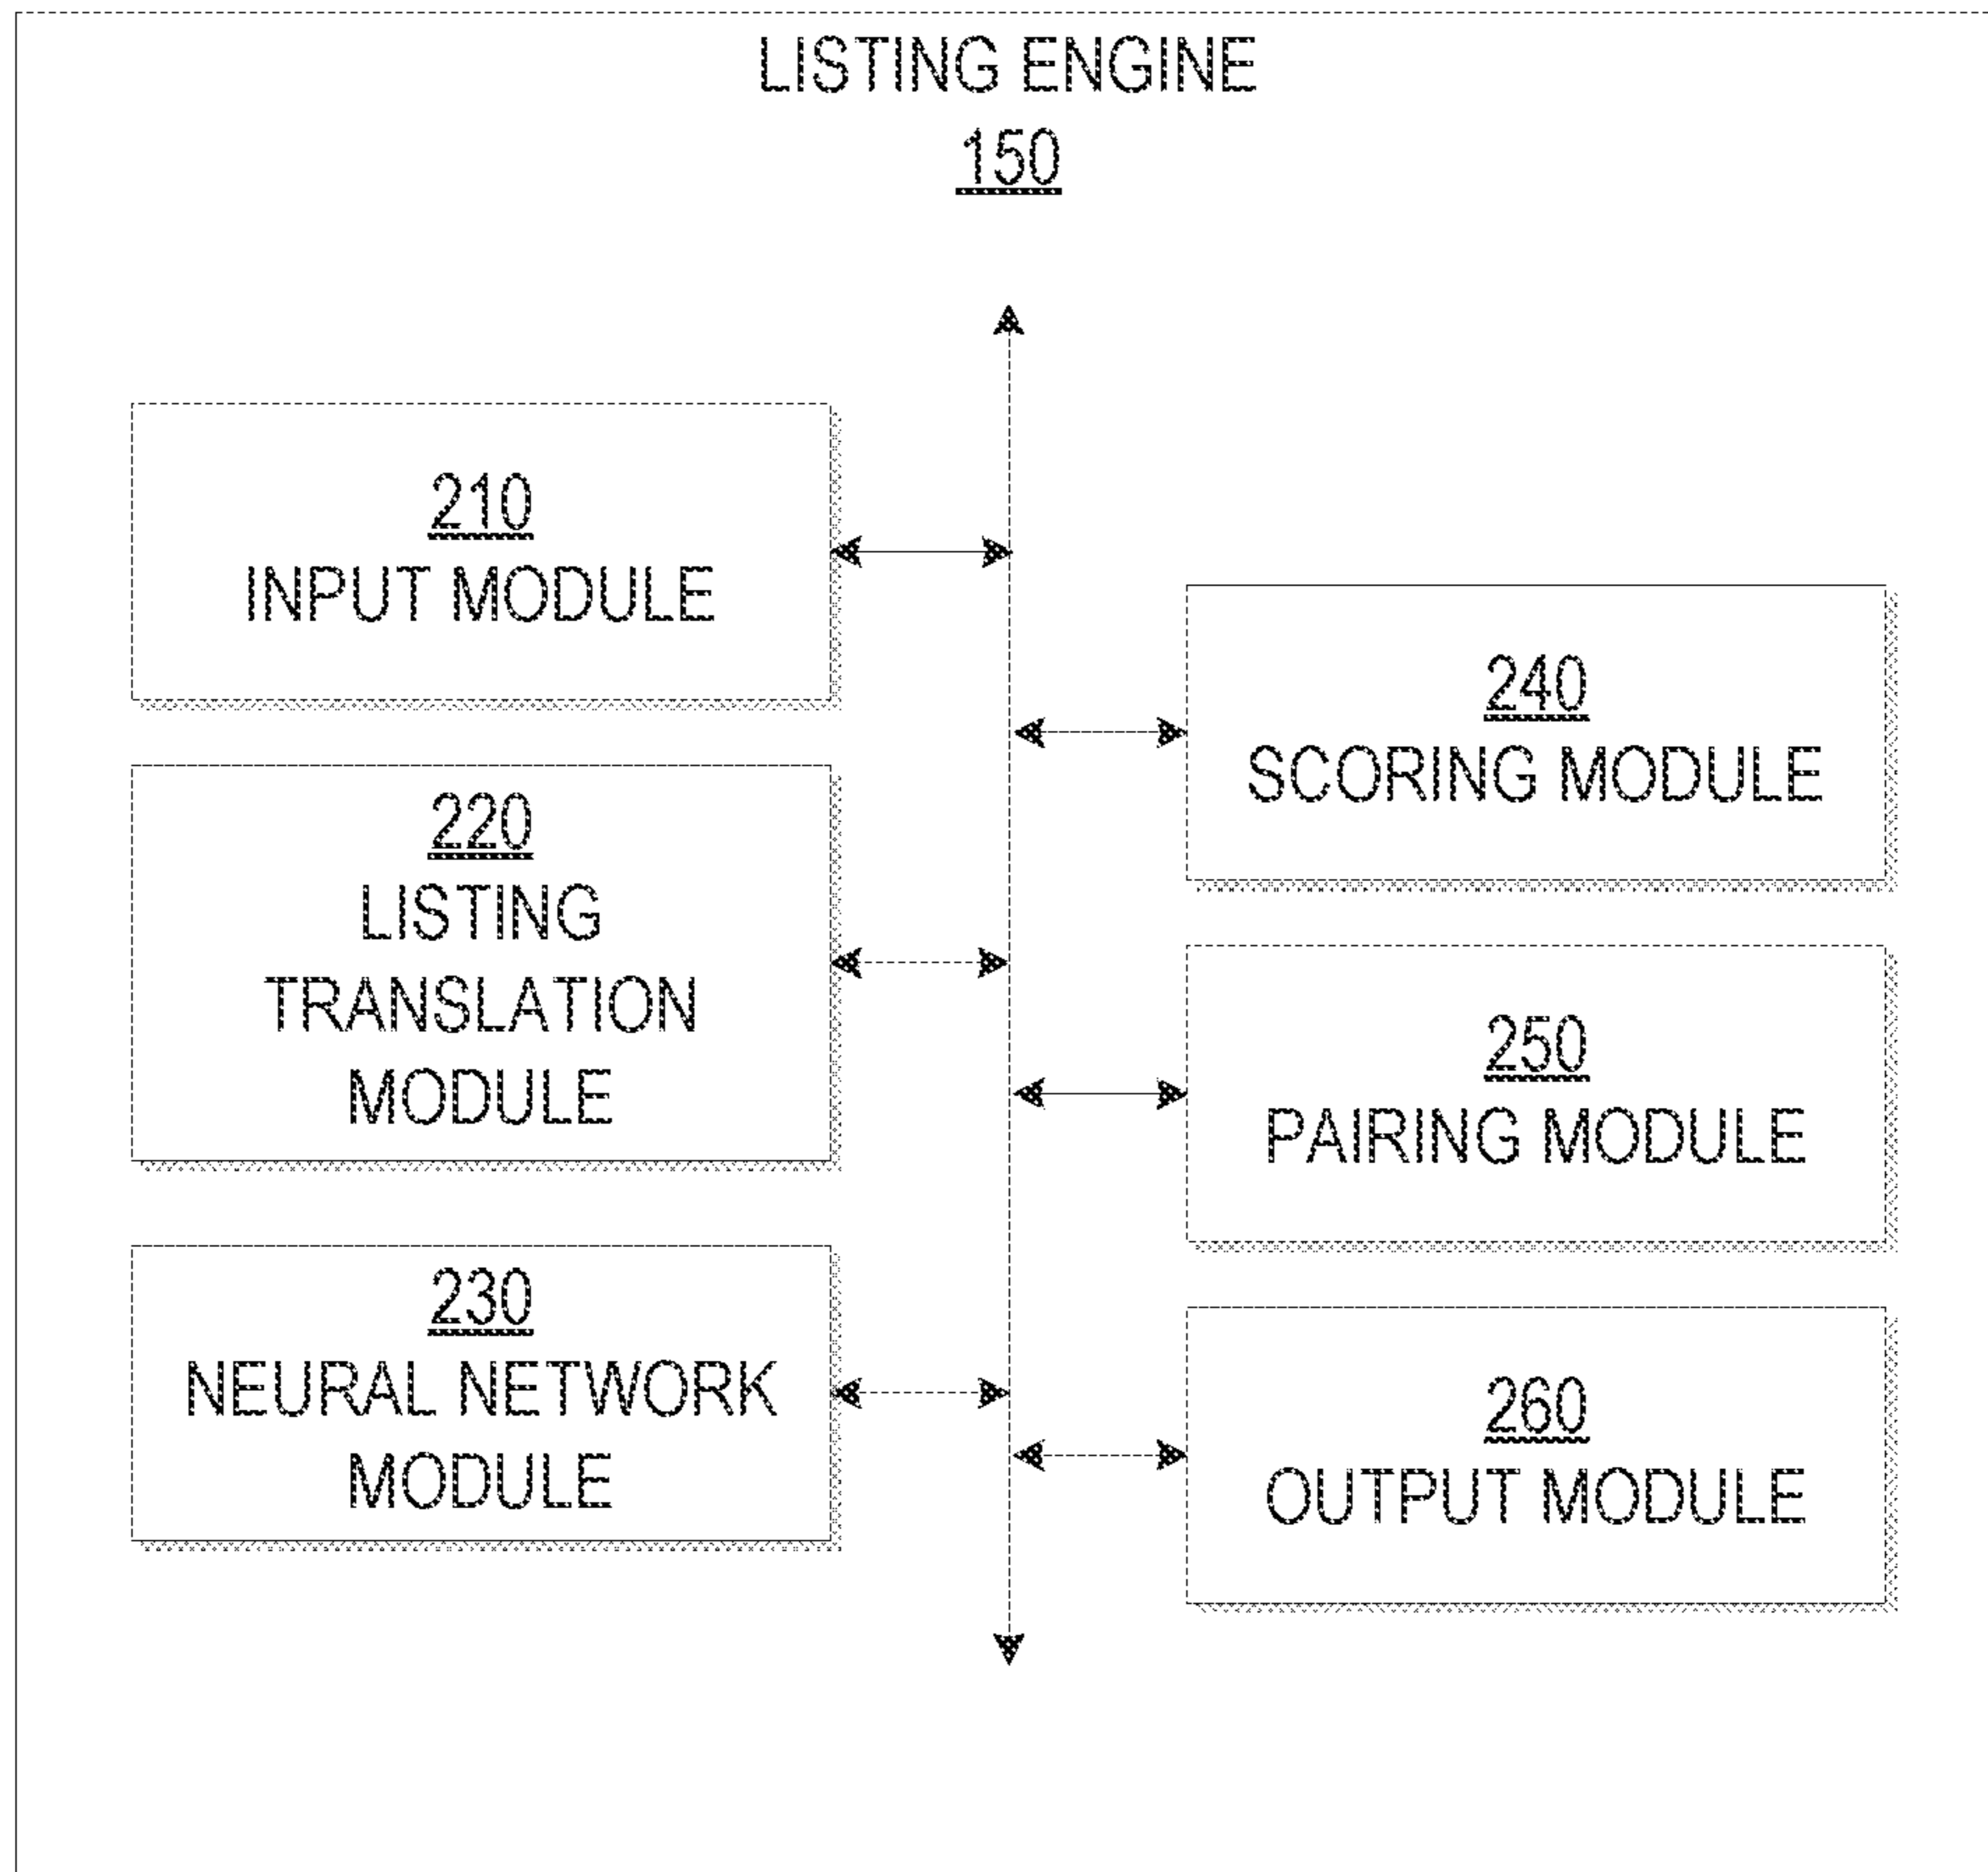 LISTING ENGINE
150
210
INPUT MODULE
220
LISTING
TRANSLATION
MODULE
230
NEURAL NETWORK
MODULE
240
SCORING MODULE
250
PAIRING MODULE
260
OUTPUT MODULE